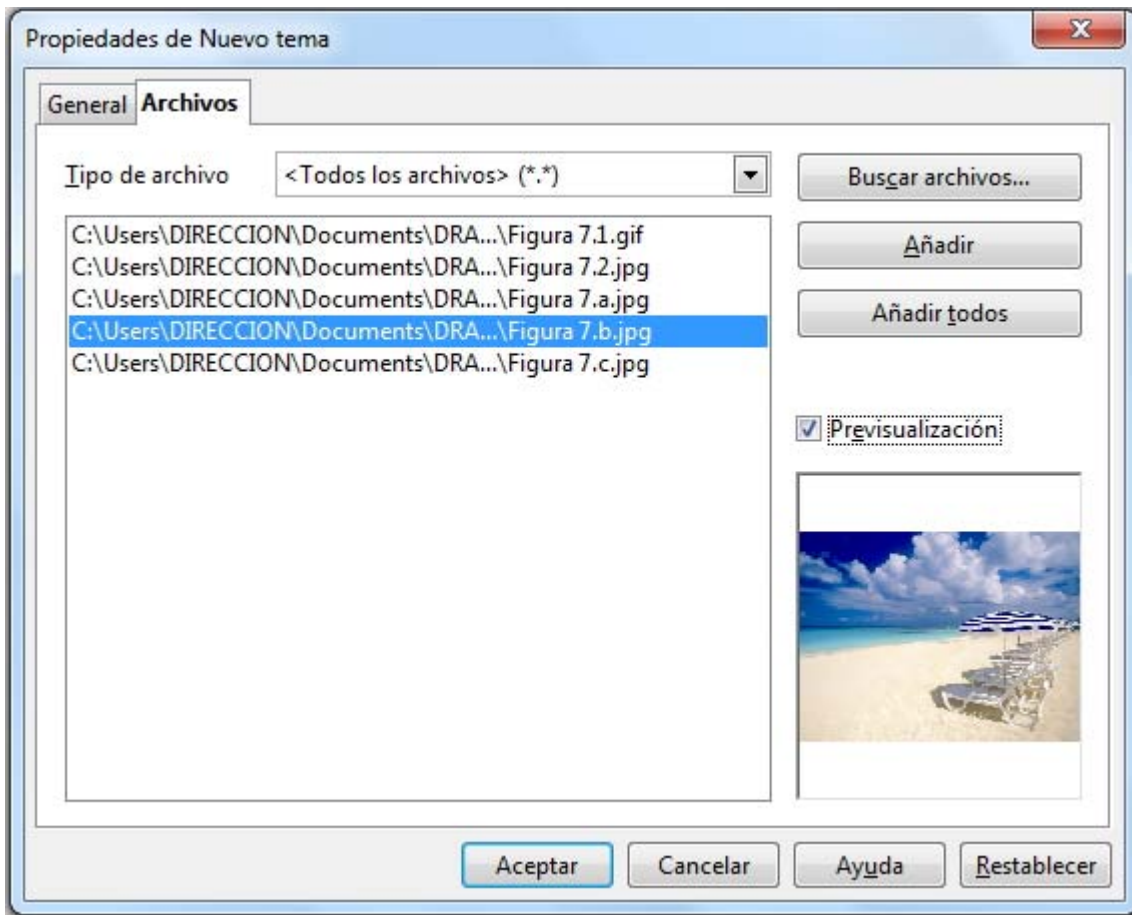 Propiedades de Nuevo tema
General Archivos
Tipo de archivo <Todos los archivos> (*.*) Buscar archivos...
C:\Users\DIRECCION\Documents\DRA...\Figura 7.1.gif
C:\Users\DIRECCION\Documents\DRA...\Figura 7.2.jpg
C:\Users\DIRECCION\Documents\DRA...\Figura 7.a.jpg
C:\Users\DIRECCION\Documents\DRA...\Figura 7.b.jpg
C:\Users\DIRECCION\Documents\DRA...\Figura 7.c.jpg
Añadir
Añadir todos
Previsualización
Aceptar Cancelar Ayuda Restablecer